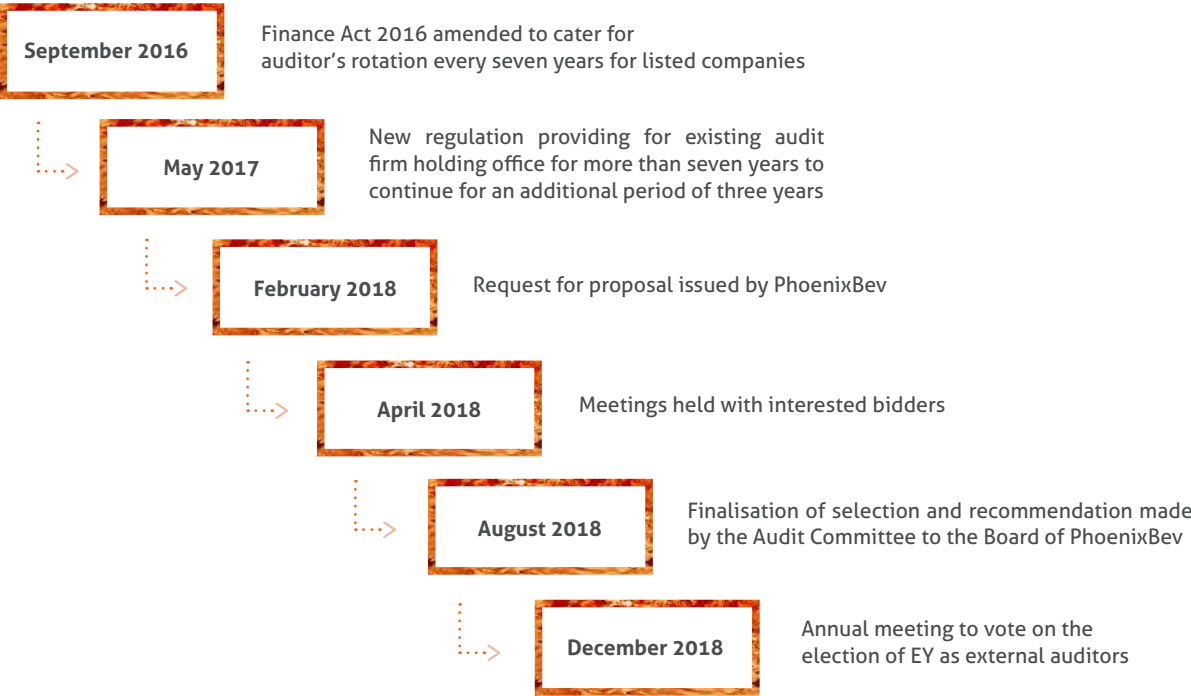 September 2016
Finance Act 2016 amended to cater for
auditor's rotation every seven years for listed companies
May 2017
New regulation providing for existing audit
firm holding office for more than seven years to
continue for an additional period of three years
February 2018
Request for proposal issued by PhoenixBev
April 2018
Meetings held with interested bidders
August 2018
Finalisation of selection and recommendation made
by the Audit Committee to the Board of PhoenixBev
December 2018
Annual meeting to vote on the
election of EY as external auditors